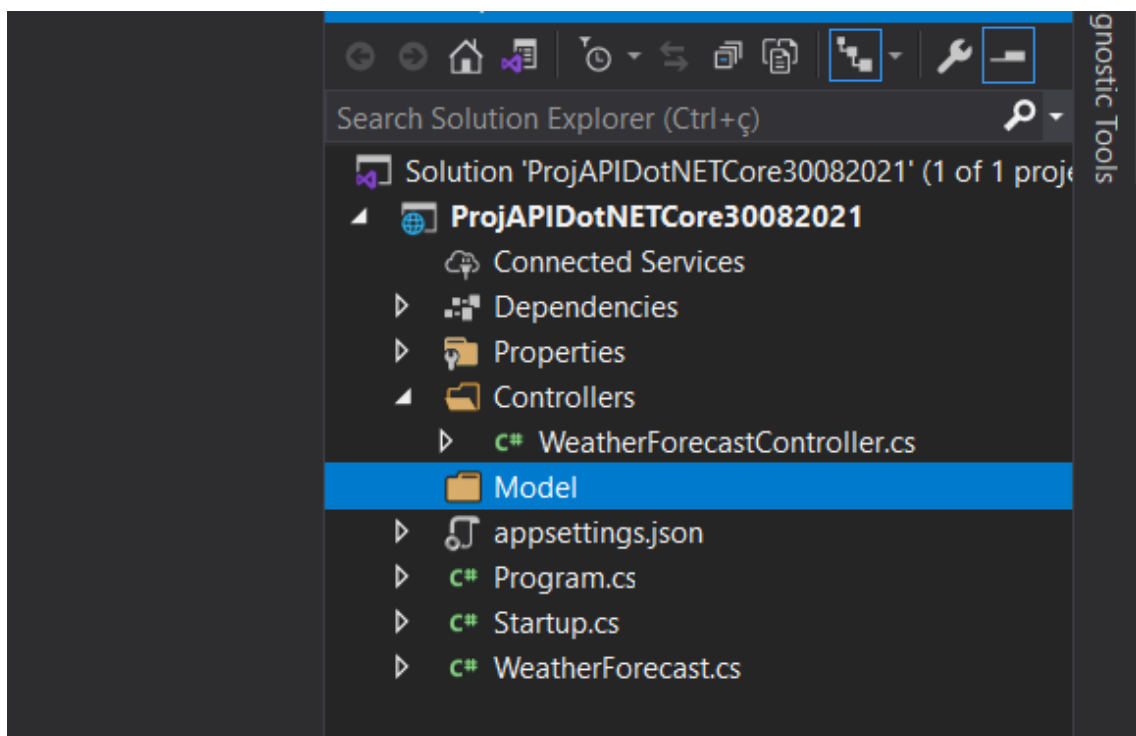 Search Solution Explorer (Ctrl+ç)
Solution 'ProjAPIDotNETCore30082021' (1 of 1 proje
ProjAPIDotNETCore30082021
Connected Services
Dependencies
Properties
Controllers
C# WeatherForecastController.cs
Model
appsettings.json
C# Program.cs
C# Startup.cs
C# WeatherForecast.cs
gnostic Tools